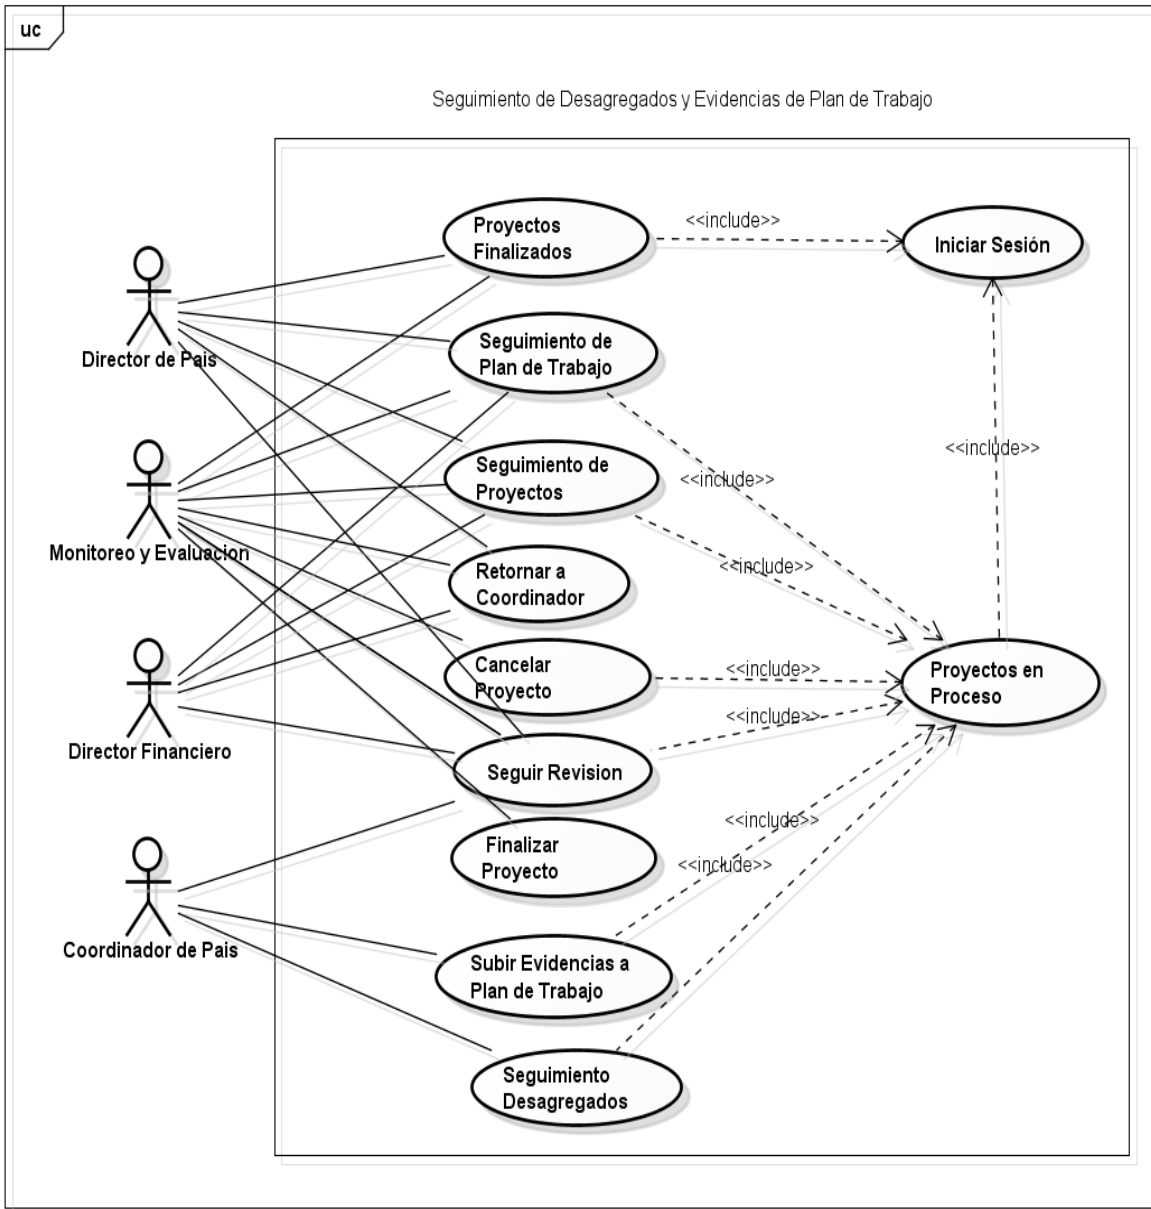 uc
Seguimiento de Desagregados y Evidencias de Plan de Trabajo
Proyectos
Finalizados
<<include>>
Iniciar Sesión
Director de Pais
Seguimiento de
Plan de Trabajo
<<include>>
Monitoreo y Evaluacion
Seguimiento de
Proyectos
<<include>>
<<include>>
Retornar a
Coordinador
Cancelar
Proyecto
<<include>>
Proyectos en
Proceso
<<include>>
Director Financiero
Seguir Revision
<<include>>
Finalizar
Proyecto
<<include>>
Coordinador de Pais
Subir Evidencias a
Plan de Trabajo
Seguimiento
Desagregados